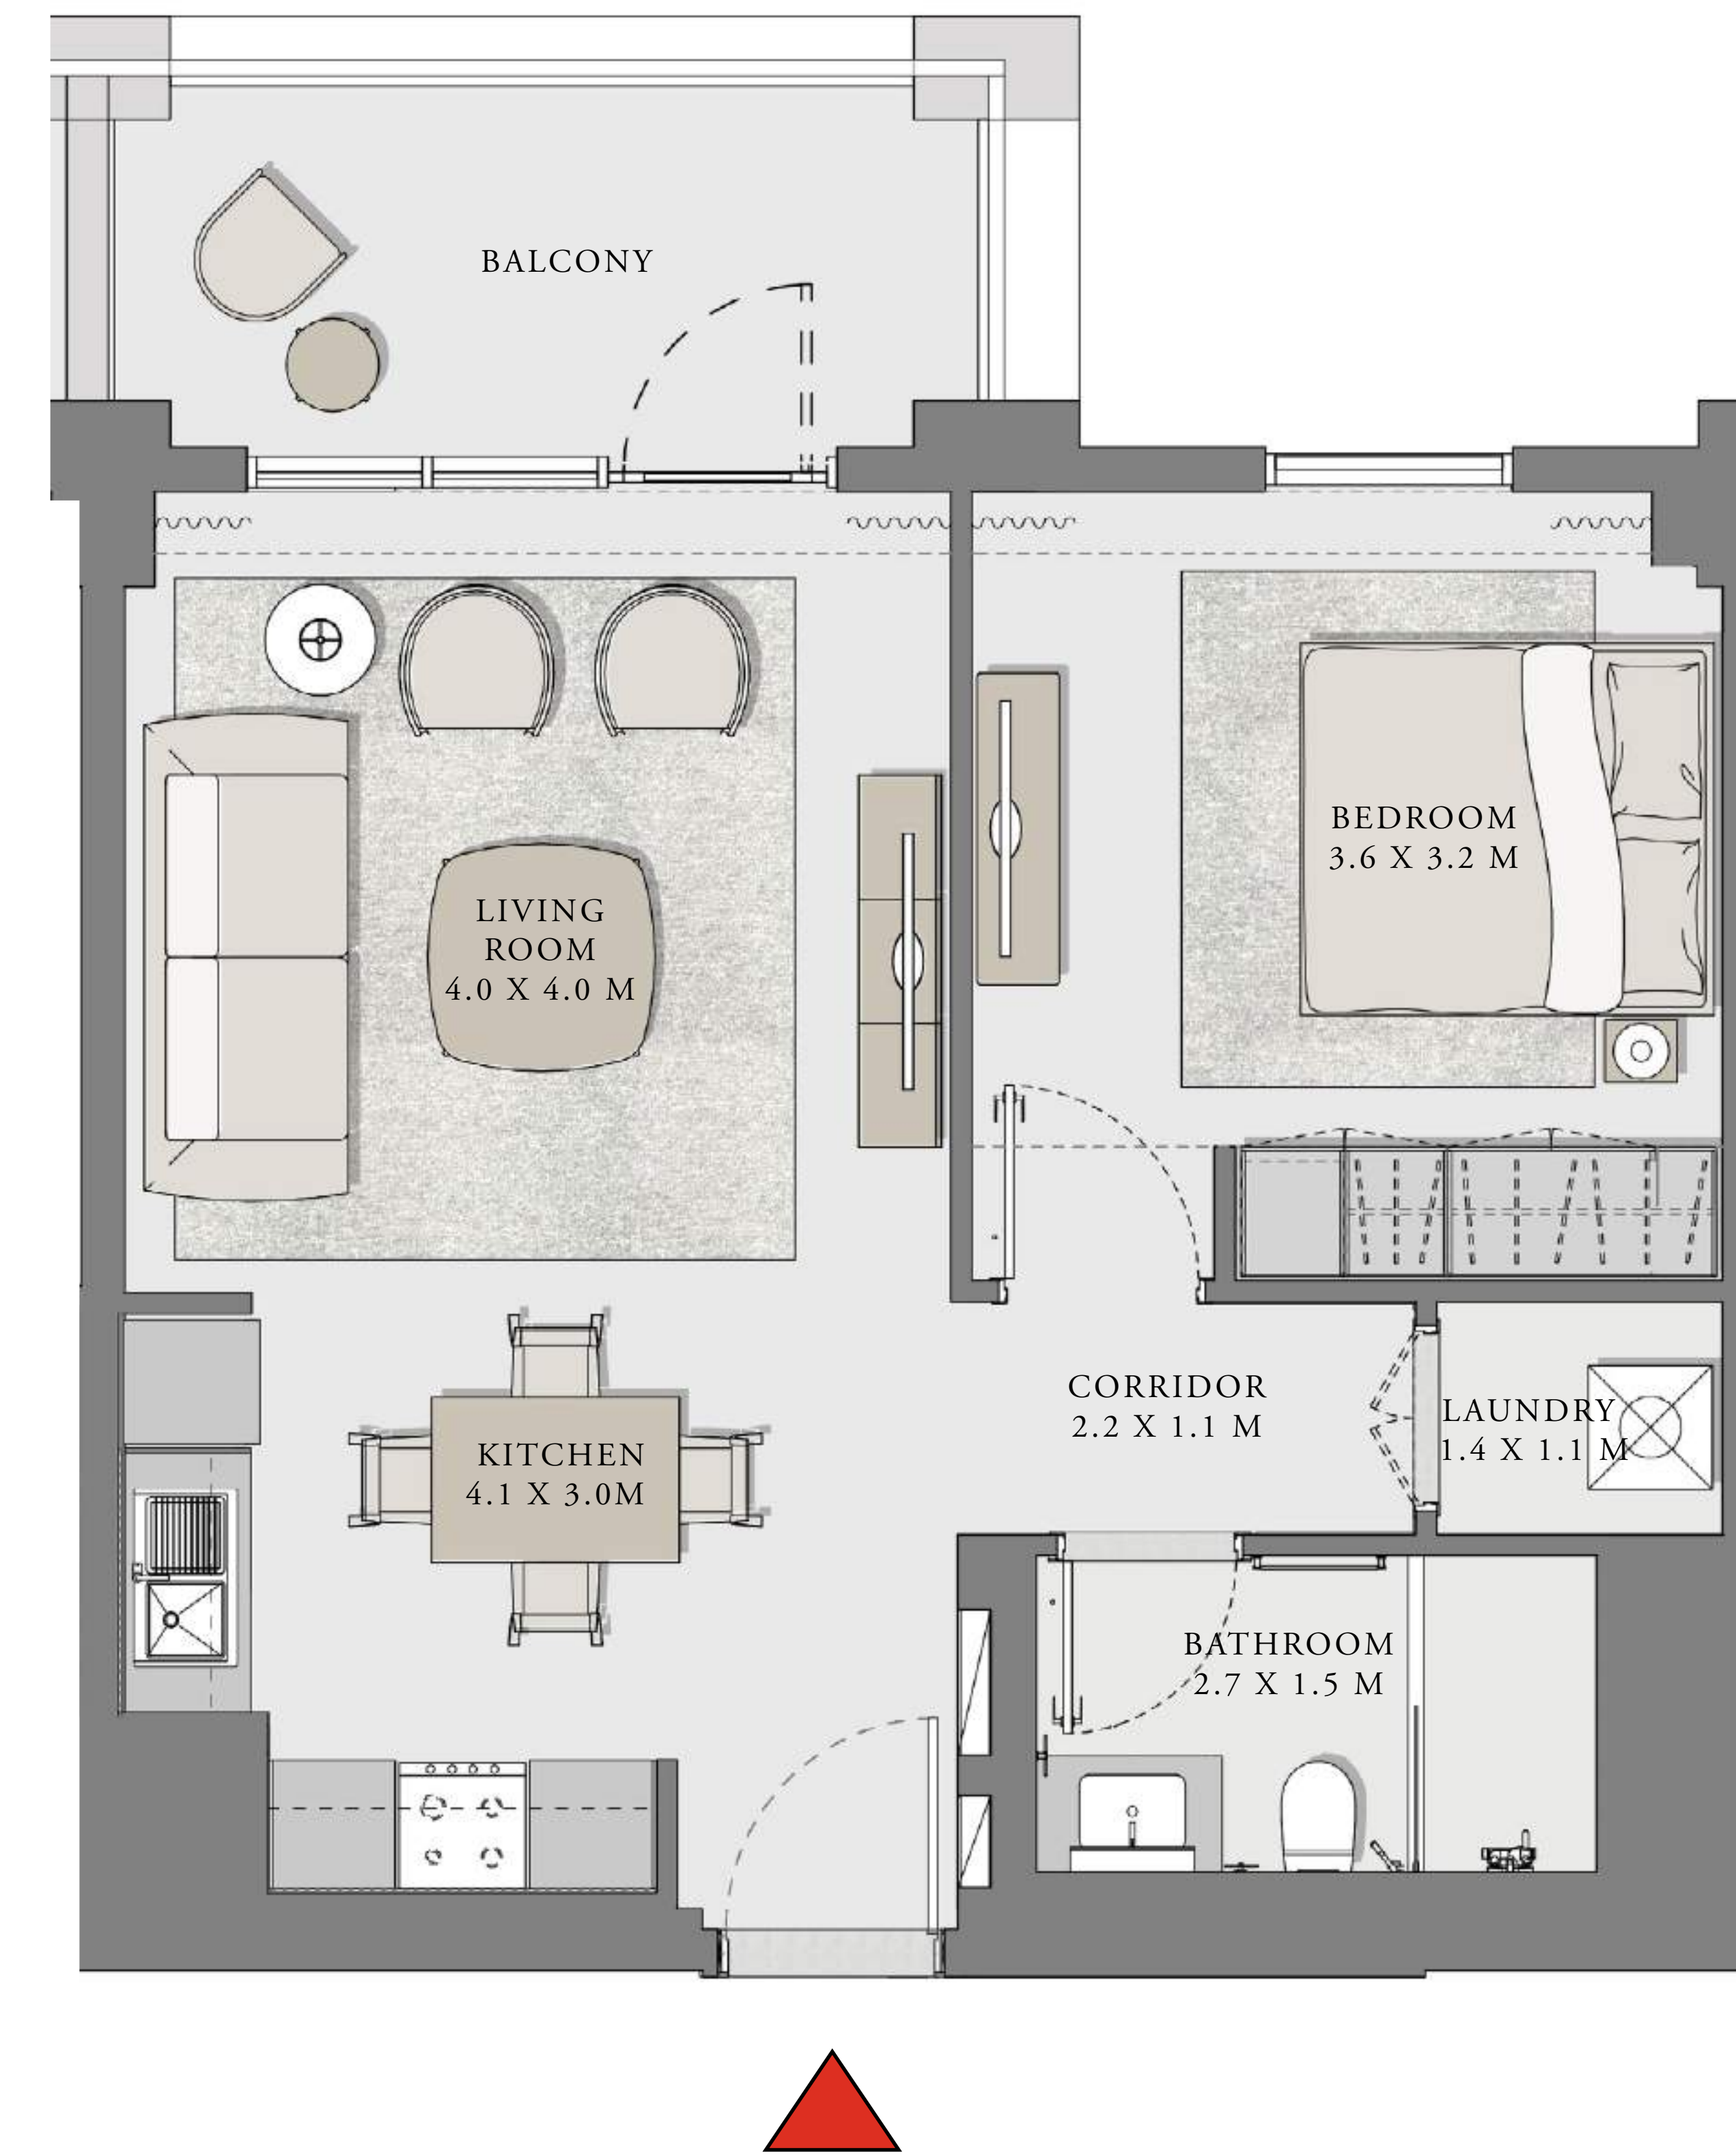 BALCONY
BEDROOM
3.6 X 3.2 M
LIVING
ROOM
4.0 X 4.0 M
CORRIDOR
2.2 X 1.1 M
LAUNDRY
1.4 X 1.1 M
KITCHEN
4.1 X 3.0M
BATHROOM
2.7 X 1.5 M